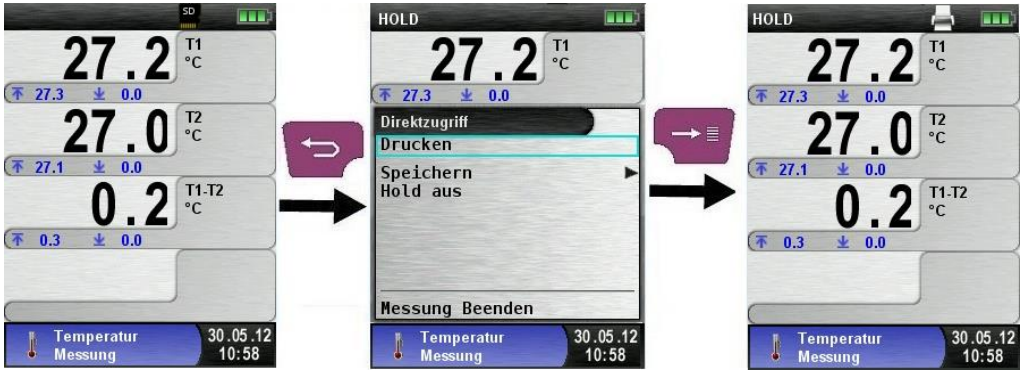 SD
27.2 T1
°C
27.3 0.0
27.0 T2
°C
27.1 0.0
0.2 T1-T2
°C
0.3 0.0
Temperatur
Messung
30.05.12
10:58
HOLD
27.2 T1
°C
27.3 0.0
Direktzugriff
Drucken
Speichern
Hold aus
Messung Beenden
Temperatur
Messung
30.05.12
10:58
HOLD
27.2 T1
°C
27.3 0.0
27.0 T2
°C
27.1 0.0
0.2 T1-T2
°C
0.3 0.0
Temperatur
Messung
30.05.12
10:58